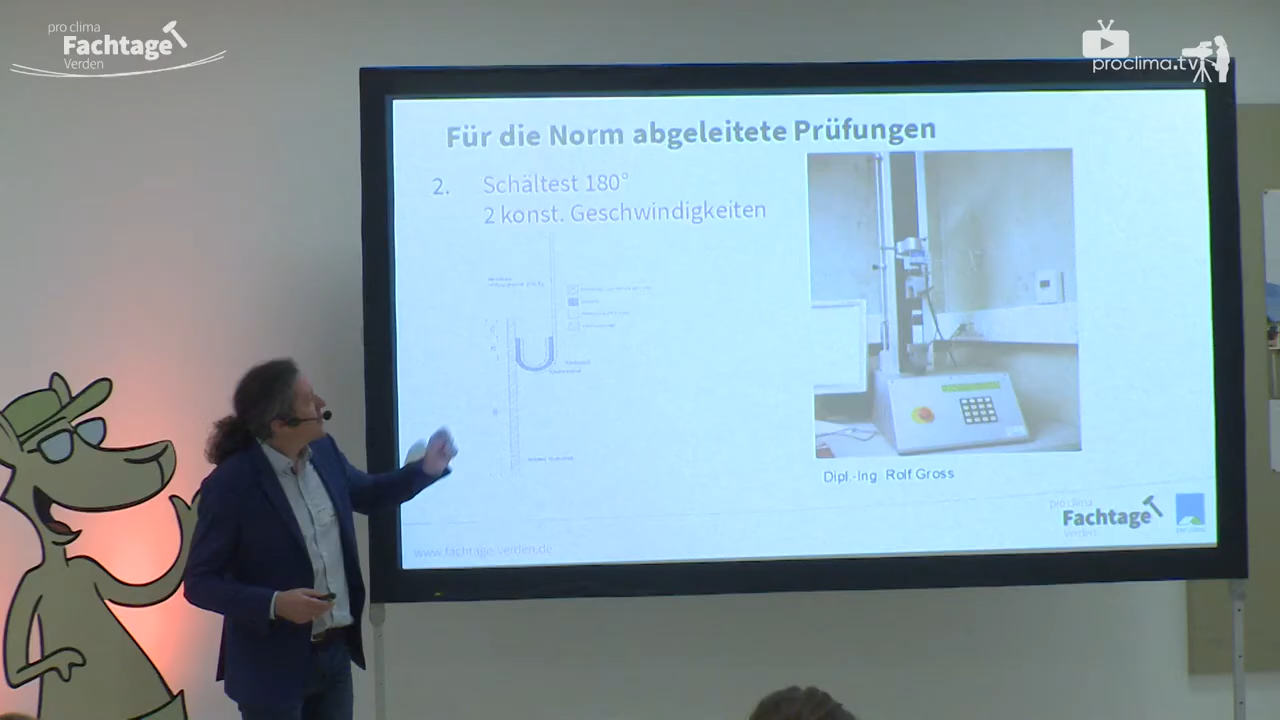 pro clima
Fachtage
Verden
proclima.tv
Für die Norm abgeleitete Prüfungen
2. Schältest 180°
2 konst. Geschwindigkeiten
Dipl.-Ing. Rolf Gross
pro clima
Fachtage
Verden
www.fachtage-verden.de